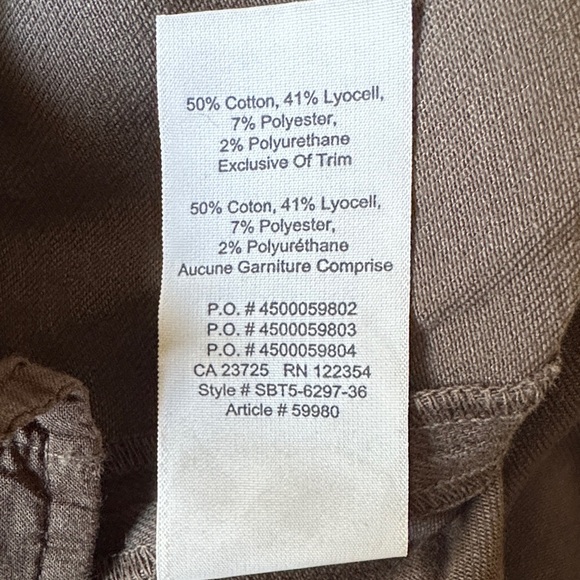 50% Cotton, 41% Lyocell,
7% Polyester,
2% Polyurethane
Exclusive Of Trim
50% Coton, 41% Lyocell,
7% Polyester,
2% Polyuréthane
Aucune Garniture Comprise
P.O. # 4500059802
P.O. # 4500059803
P.O. # 4500059804
CA 23725 RN 122354
Style # SBT5-6297-36
Article # 59980